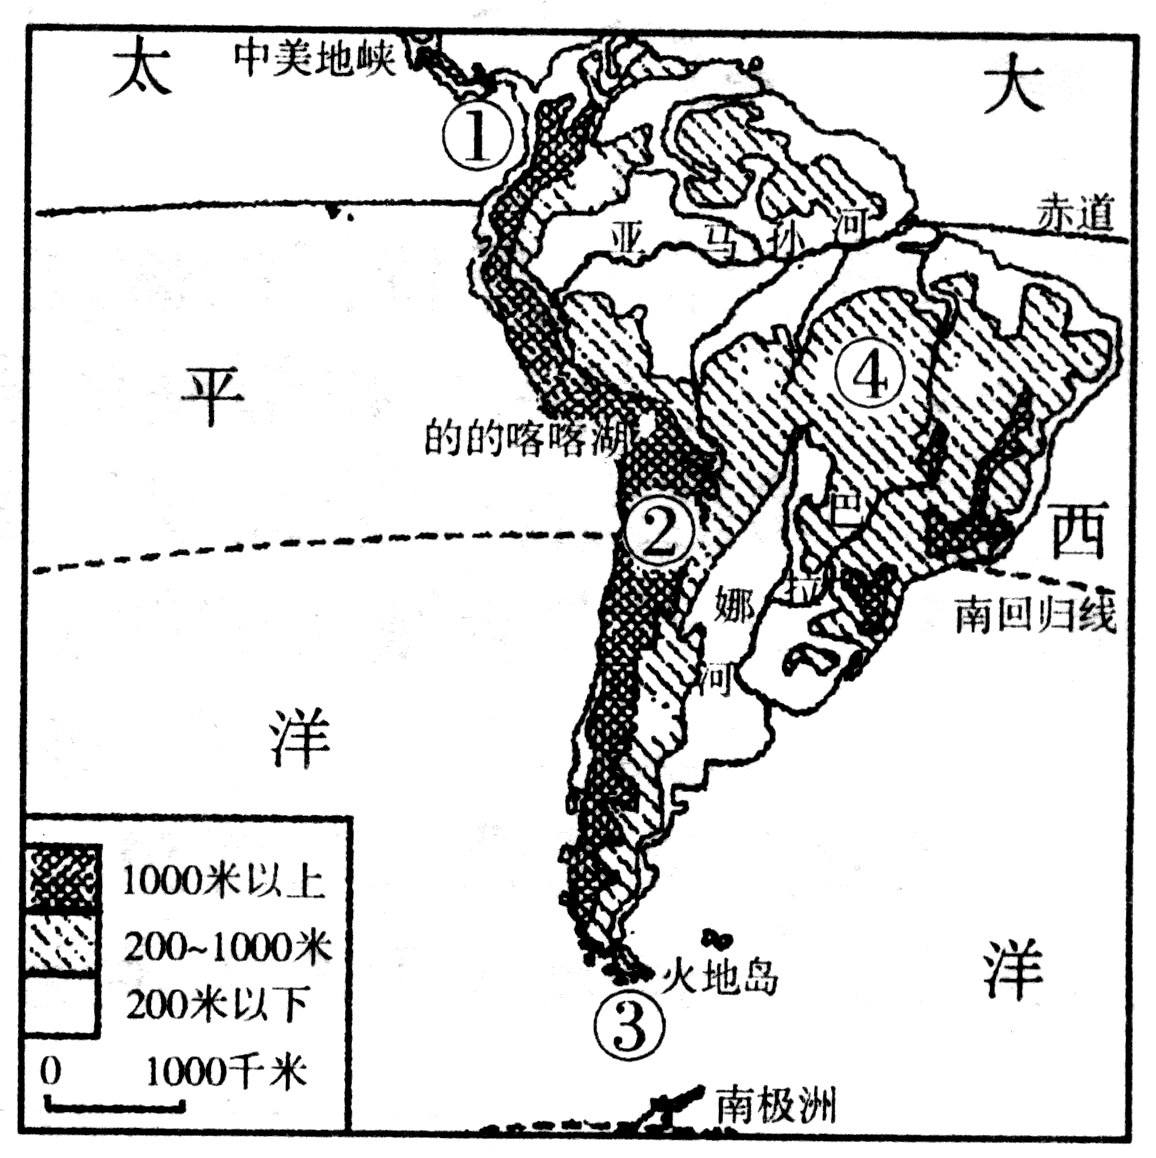 太
中美地峡
大
①
赤道
亚马孙河
④
平
的的喀喀湖
②
巴拉娜河
西
南回归线
洋
1000米以上
200~1000米
200米以下
0 1000千米
火地岛
洋
③
南极洲